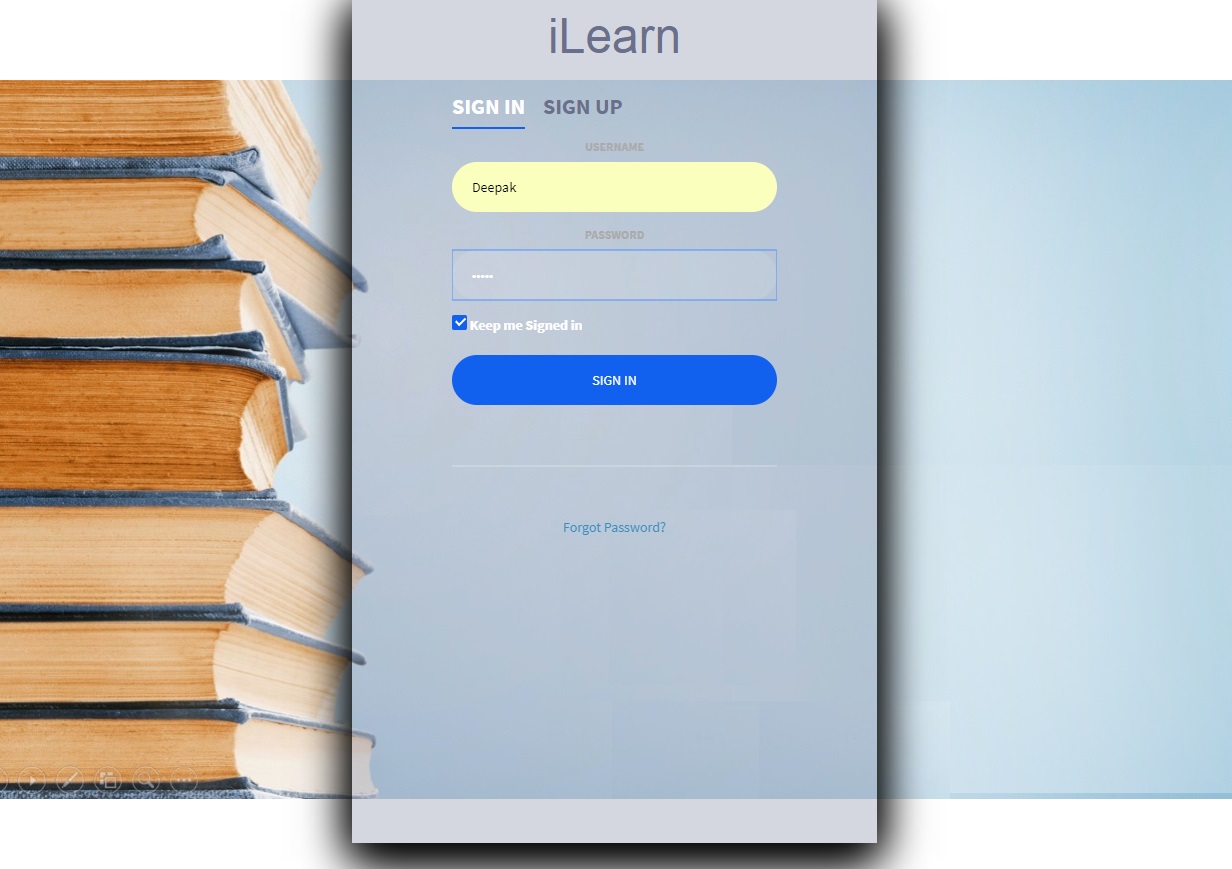 iLearn
SIGN IN SIGN UP
USERNAME
Deepak
PASSWORD
•••••
Keep me Signed in
SIGN IN
Forgot Password?